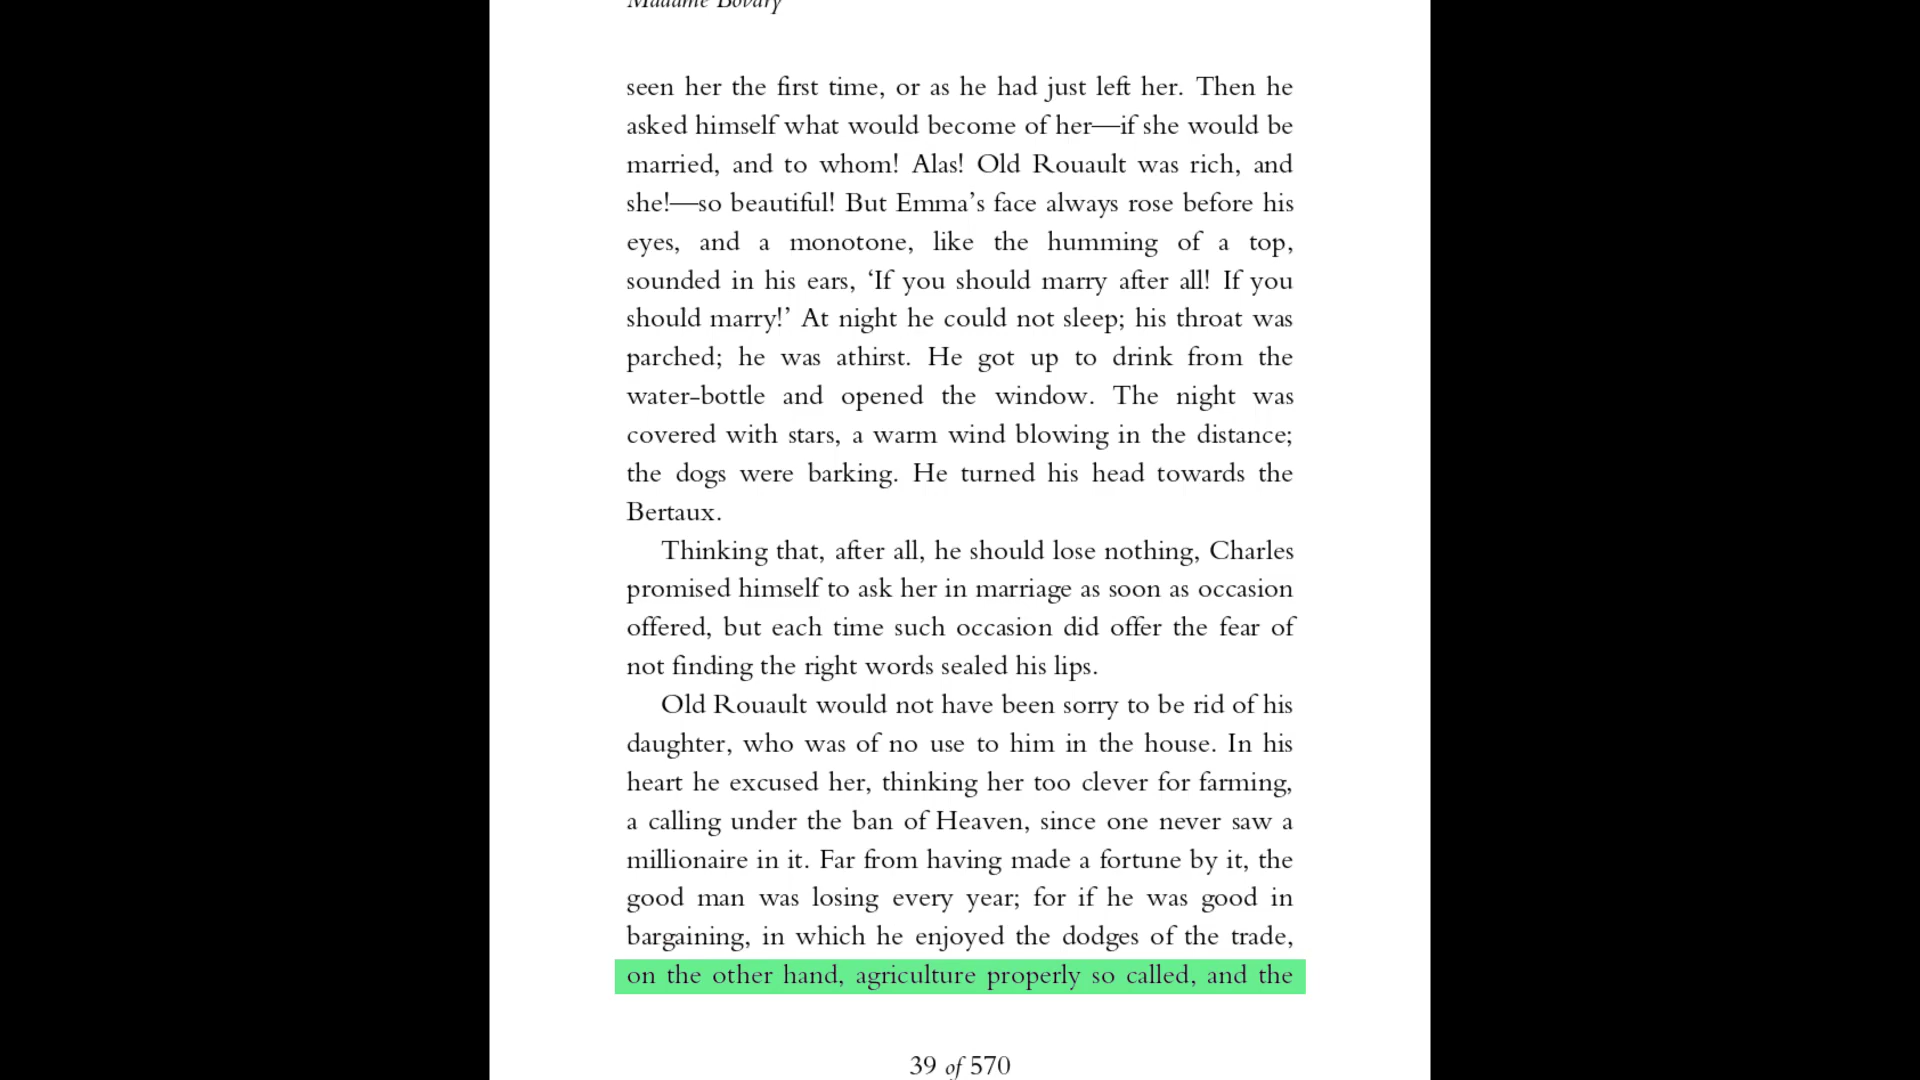 Madame Bovary
seen her the first time, or as he had just left her. Then he
asked himself what would become of her—if she would be
married, and to whom! Alas! Old Rouault was rich, and
she!—so beautiful! But Emma’s face always rose before his
eyes, and a monotone, like the humming of a top,
sounded in his ears, ‘If you should marry after all! If you
should marry!’ At night he could not sleep; his throat was
parched; he was athirst. He got up to drink from the
water-bottle and opened the window. The night was
covered with stars, a warm wind blowing in the distance;
the dogs were barking. He turned his head towards the
Bertaux.
Thinking that, after all, he should lose nothing, Charles
promised himself to ask her in marriage as soon as occasion
offered, but each time such occasion did offer the fear of
not finding the right words sealed his lips.
Old Rouault would not have been sorry to be rid of his
daughter, who was of no use to him in the house. In his
heart he excused her, thinking her too clever for farming,
a calling under the ban of Heaven, since one never saw a
millionaire in it. Far from having made a fortune by it, the
good man was losing every year; for if he was good in
bargaining, in which he enjoyed the dodges of the trade,
on the other hand, agriculture properly so called, and the
39 of 570